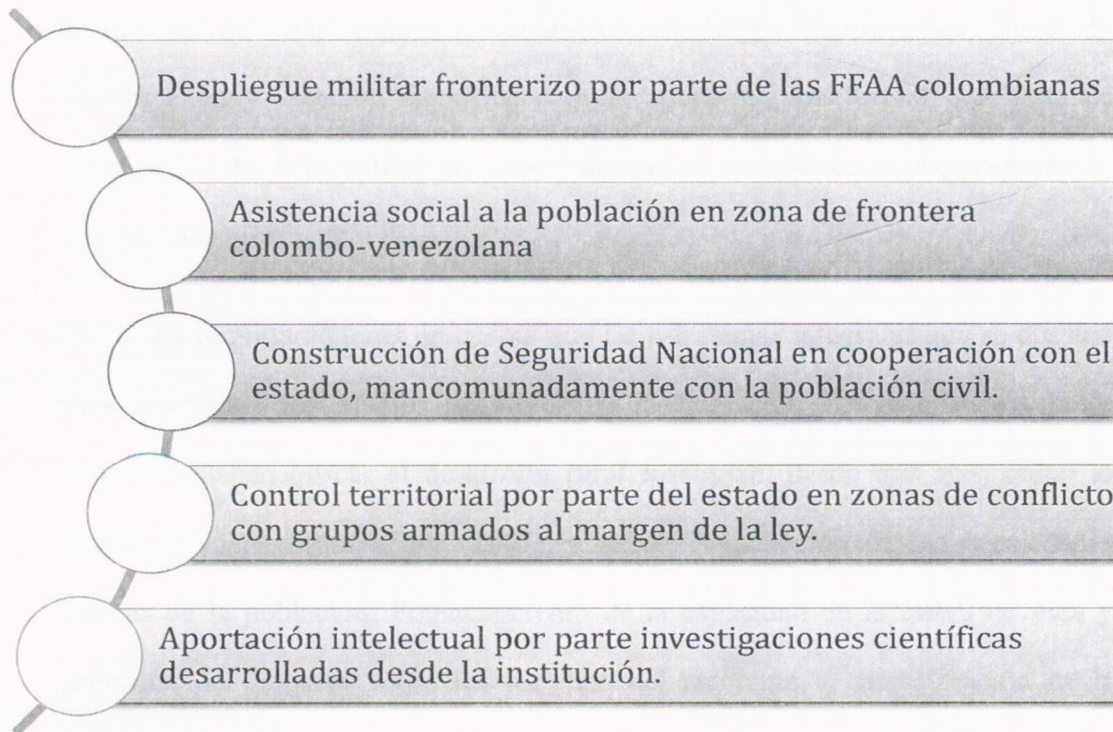 Despliegue militar fronterizo por parte de las FFAA colombianas
Asistencia social a la población en zona de frontera
colombo-venezolana
Construcción de Seguridad Nacional en cooperación con el
estado, mancomunadamente con la población civil.
Control territorial por parte del estado en zonas de conflicto
con grupos armados al margen de la ley.
Aportación intelectual por parte investigaciones científicas
desarrolladas desde la institución.